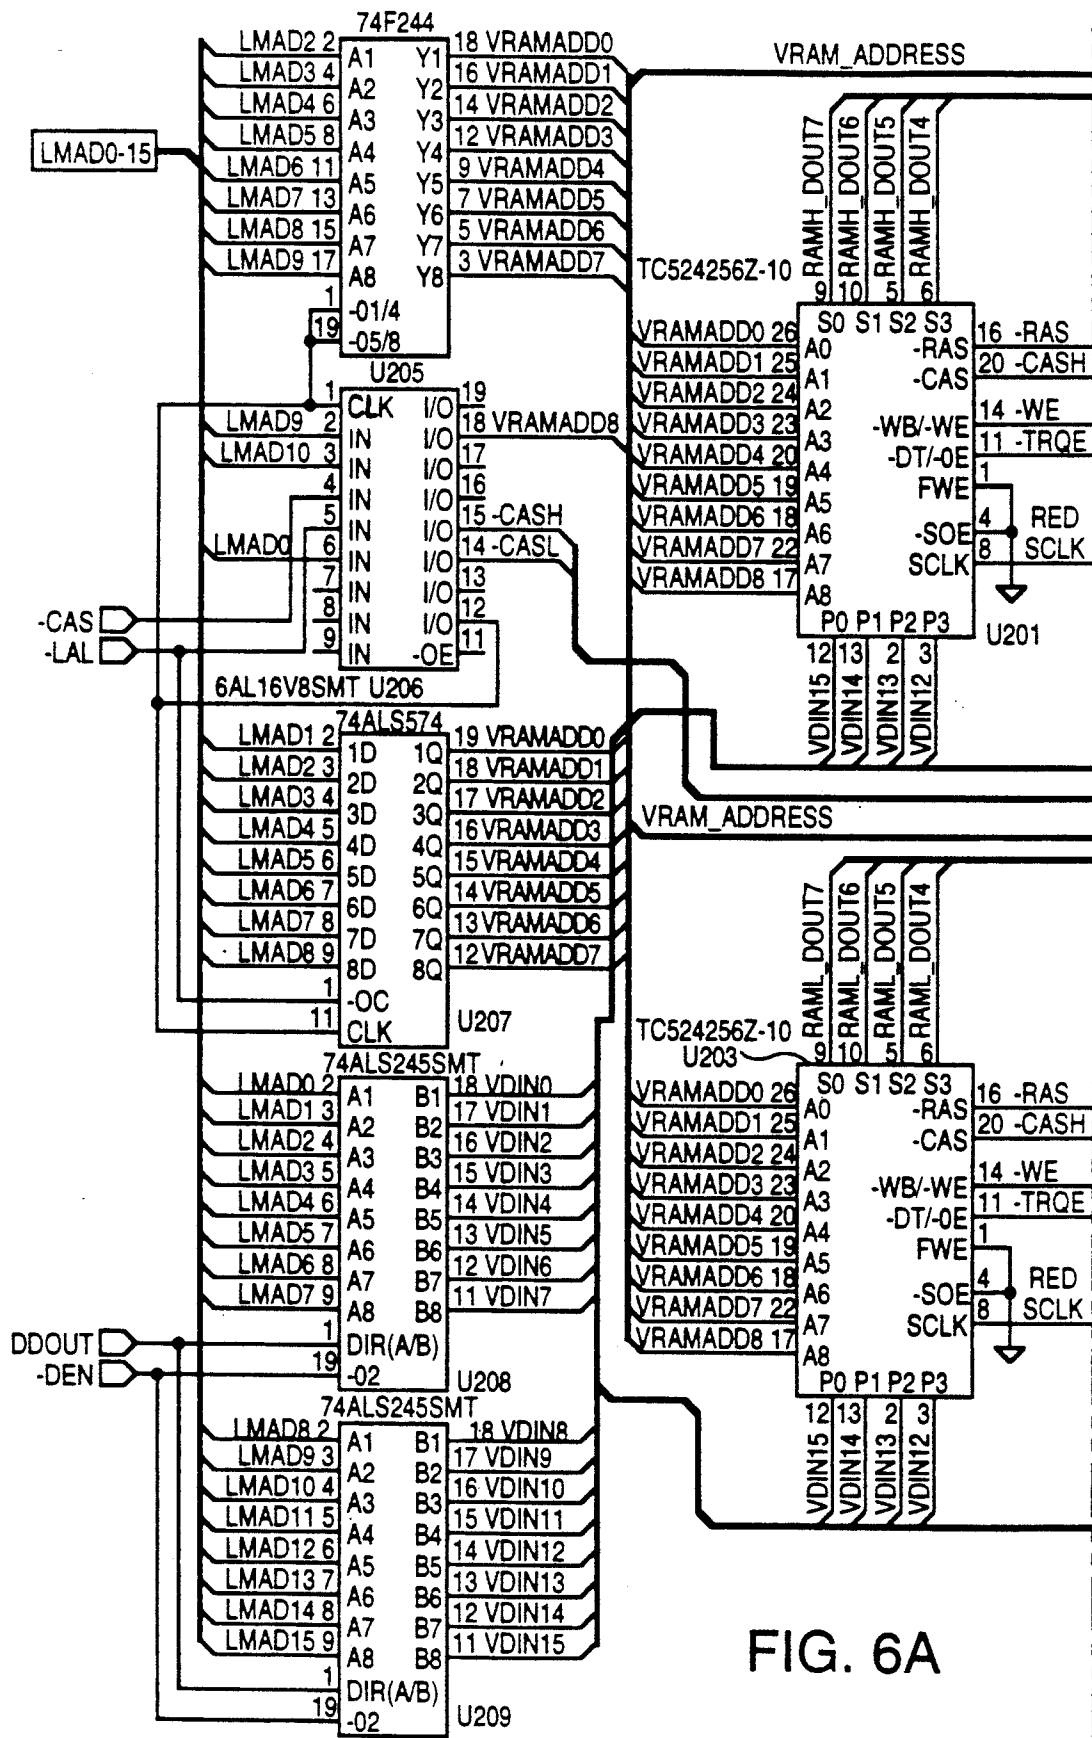 74F244
LMAD2 2 A1 Y1 18 VRAMADD0
LMAD3 4 A2 Y2 16 VRAMADD1
LMAD4 6 A3 Y3 14 VRAMADD2
LMAD5 8 A4 Y4 12 VRAMADD3
LMAD6 11 A5 Y5 9 VRAMADD4
LMAD7 13 A6 Y6 7 VRAMADD5
LMAD8 15 A7 Y7 5 VRAMADD6
LMAD9 17 A8 Y8 3 VRAMADD7
1 -01/4
19 -05/8
LMAD0-15
U205
1 CLK I/O 19
LMAD9 2 IN I/O 18 VRAMADD8
LMAD10 3 IN I/O 17
4 IN I/O 16
5 IN I/O 15 -CASH
LMAD0 6 IN I/O 14 -CASL
7 IN I/O 13
8 IN I/O 12
9 IN -OE 11
-CAS
-LAL
6AL16V8SMT U206
74ALS574
LMAD1 2 1D 1Q 19 VRAMADD0
LMAD2 3 2D 2Q 18 VRAMADD1
LMAD3 4 3D 3Q 17 VRAMADD2
LMAD4 5 4D 4Q 16 VRAMADD3
LMAD5 6 5D 5Q 15 VRAMADD4
LMAD6 7 6D 6Q 14 VRAMADD5
LMAD7 8 7D 7Q 13 VRAMADD6
LMAD8 9 8D 8Q 12 VRAMADD7
1 -OC
11 CLK
U207
74ALS245SMT
LMAD0 2 A1 B1 18 VDIN0
LMAD1 3 A2 B2 17 VDIN1
LMAD2 4 A3 B3 16 VDIN2
LMAD3 5 A4 B4 15 VDIN3
LMAD4 6 A5 B5 14 VDIN4
LMAD5 7 A6 B6 13 VDIN5
LMAD6 8 A7 B7 12 VDIN6
LMAD7 9 A8 B8 11 VDIN7
DDOUT 1 DIR(A/B)
-DEN 19 -02
U208
74ALS245SMT
LMAD8 2 A1 B1 18 VDIN8
LMAD9 3 A2 B2 17 VDIN9
LMAD10 4 A3 B3 16 VDIN10
LMAD11 5 A4 B4 15 VDIN11
LMAD12 6 A5 B5 14 VDIN12
LMAD13 7 A6 B6 13 VDIN13
LMAD14 8 A7 B7 12 VDIN14
LMAD15 9 A8 B8 11 VDIN15
1 DIR(A/B)
19 -02
U209
VRAM_ADDRESS
RAMH_DOUT7 RAMH_DOUT6 RAMH_DOUT5 RAMH_DOUT4
TC524256Z-10
9 10 5 6
S0 S1 S2 S3
VRAMADD0 26 A0 -RAS 16 -RAS
VRAMADD1 25 A1 -CAS 20 -CASH
VRAMADD2 24 A2
VRAMADD3 23 A3 -WB/-WE 14 -WE
VRAMADD4 20 A4 -DT/-0E 11 -TRQE
VRAMADD5 19 A5 FWE 1
VRAMADD6 18 A6 -SOE 4 RED
VRAMADD7 22 A7 SCLK 8 SCLK
VRAMADD8 17 A8
P0 P1 P2 P3
U201
12 13 2 3
VDIN15 VDIN14 VDIN13 VDIN12
VRAM_ADDRESS
RAML_DOUT7 RAML_DOUT6 RAML_DOUT5 RAML_DOUT4
TC524256Z-10
U203
9 10 5 6
S0 S1 S2 S3
VRAMADD0 26 A0 -RAS 16 -RAS
VRAMADD1 25 A1 -CAS 20 -CASH
VRAMADD2 24 A2
VRAMADD3 23 A3 -WB/-WE 14 -WE
VRAMADD4 20 A4 -DT/-0E 11 -TRQE
VRAMADD5 19 A5 FWE 1
VRAMADD6 18 A6 -SOE 4 RED
VRAMADD7 22 A7 SCLK 8 SCLK
VRAMADD8 17 A8
P0 P1 P2 P3
12 13 2 3
VDIN15 VDIN14 VDIN13 VDIN12
FIG. 6A